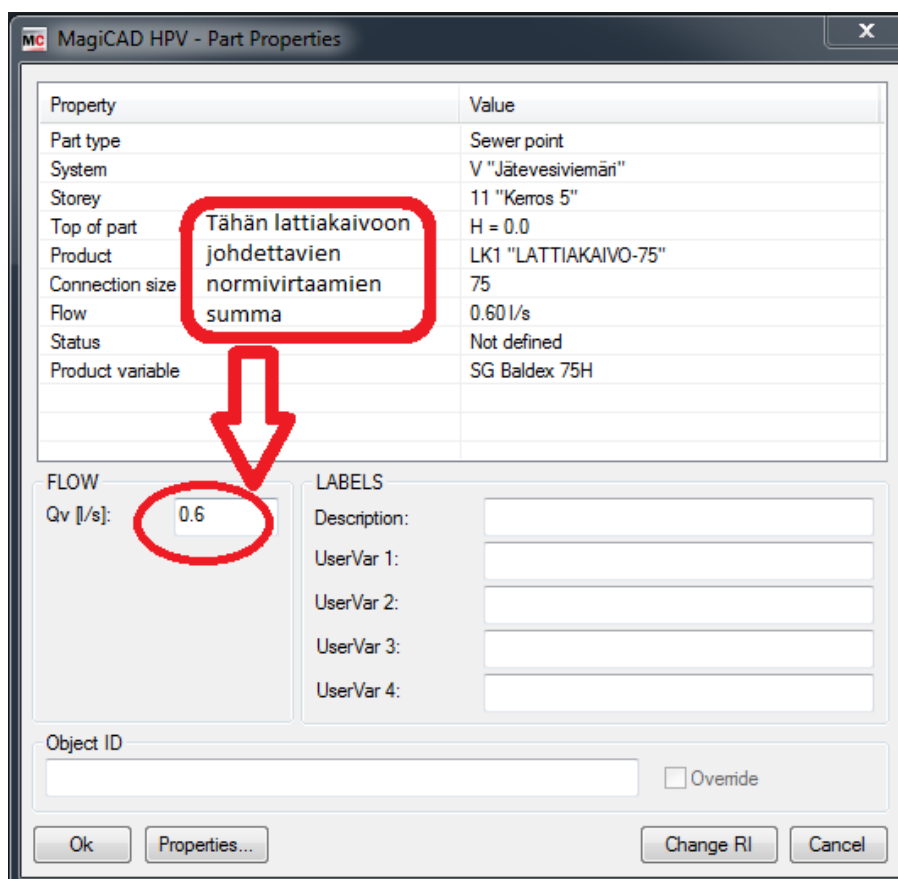 MC MagiCAD HPV - Part Properties
x
Property Value
Part type Sewer point
System V "Jätevesiviemäri"
Storey 11 "Kerros 5"
Top of part H = 0.0
Product LK1 "LATTIAKAIVO-75"
Connection size 75
Flow 0.60 l/s
Status Not defined
Product variable SG Baldex 75H
Tähän lattiakaivoon
johdettavien
normivirtaamien
summa
FLOW
Qv [l/s]: 0.6
LABELS
Description:
UserVar 1:
UserVar 2:
UserVar 3:
UserVar 4:
Object ID
Override
Ok Properties... Change RI Cancel